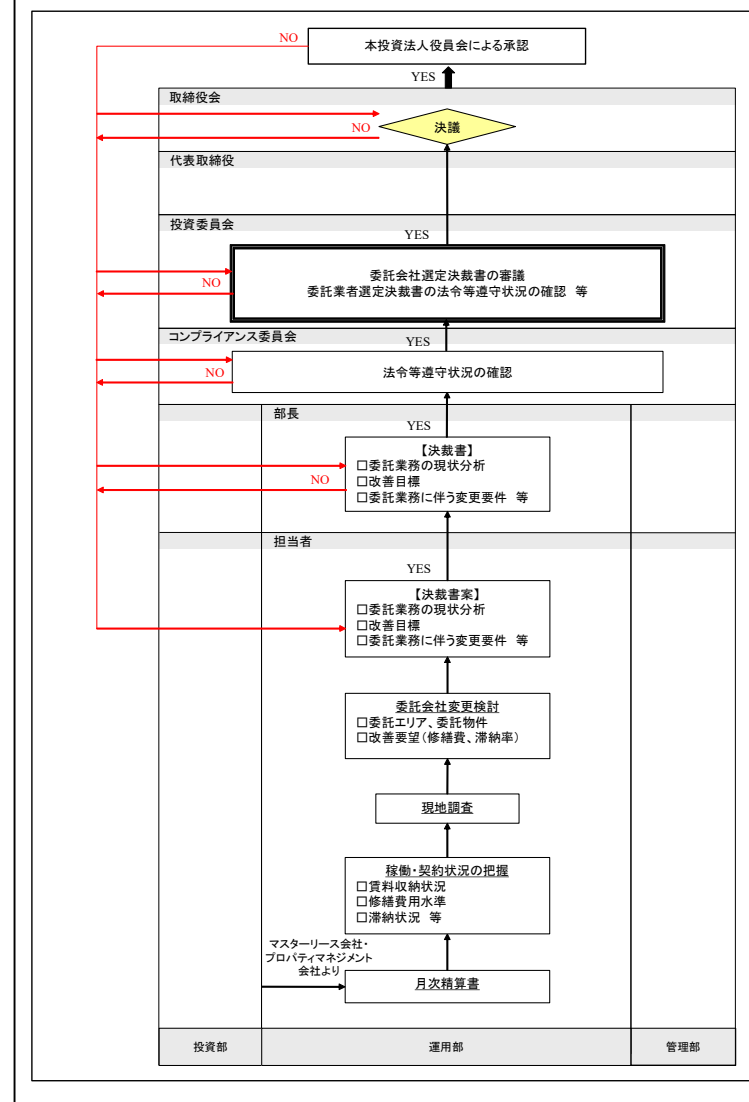 NO
本投資法人役員会による承認
YES
取締役会
NO
決議
代表取締役
投資委員会
YES
委託会社選定決裁書の審議
NO
委託業者選定決裁書の法令等遵守状況の確認 等
コンプライアンス委員会
YES
NO
法令等遵守状況の確認
部長
YES
【決裁書】
□委託業務の現状分析
NO
□改善目標
□委託業務に伴う変更要件 等
担当者
YES
【決裁書案】
□委託業務の現状分析
□改善目標
□委託業務に伴う変更要件 等
委託会社変更検討
□委託エリア、委託物件
□改善要望(修繕費、滞納率)
現地調査
稼働・契約状況の把握
□賃料収納状況
□修繕費用水準
□滞納状況 等
マスターリース会社・
プロパティマネジメント
会社より
月次精算書
投資部
運用部
管理部